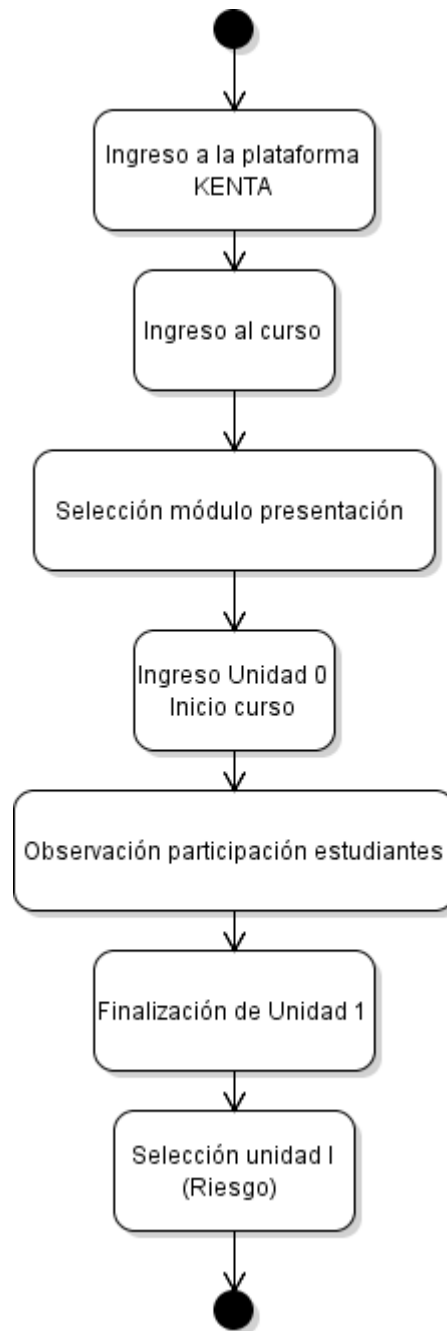 Ingreso a la plataforma
KENTA
Ingreso al curso
Selección módulo presentación
Ingreso Unidad 0
Inicio curso
Observación participación estudiantes
Finalización de Unidad 1
Selección unidad I
(Riesgo)